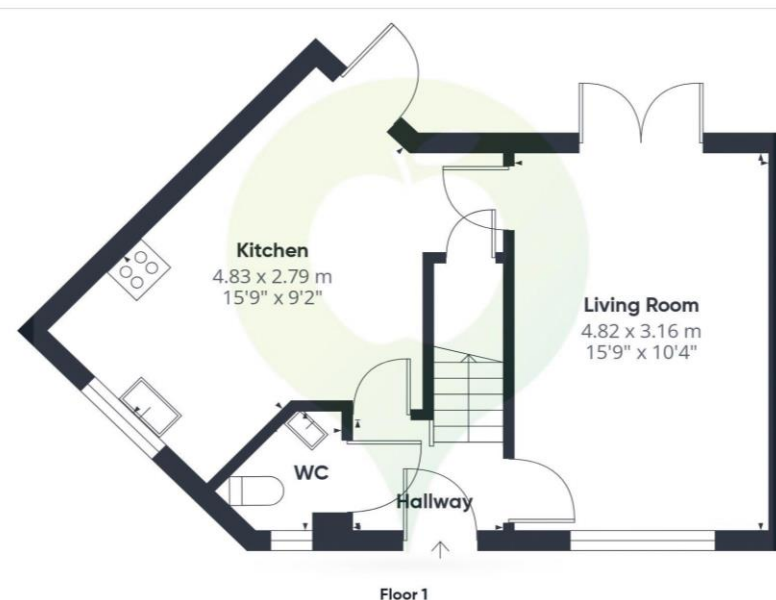 Kitchen
4.83 x 2.79 m
15'9" x 9'2"
Living Room
4.82 x 3.16 m
15'9" x 10'4"
WC
Hallway
Floor 1